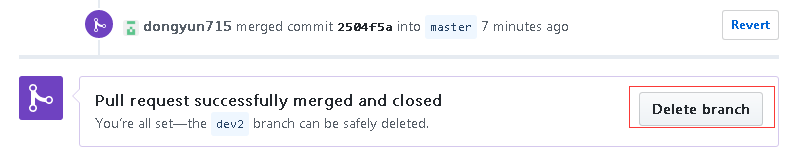 dongyun715 merged commit 2504f5a into master 7 minutes ago Revert
Pull request successfully merged and closed
Delete branch
You're all set—the dev2 branch can be safely deleted.